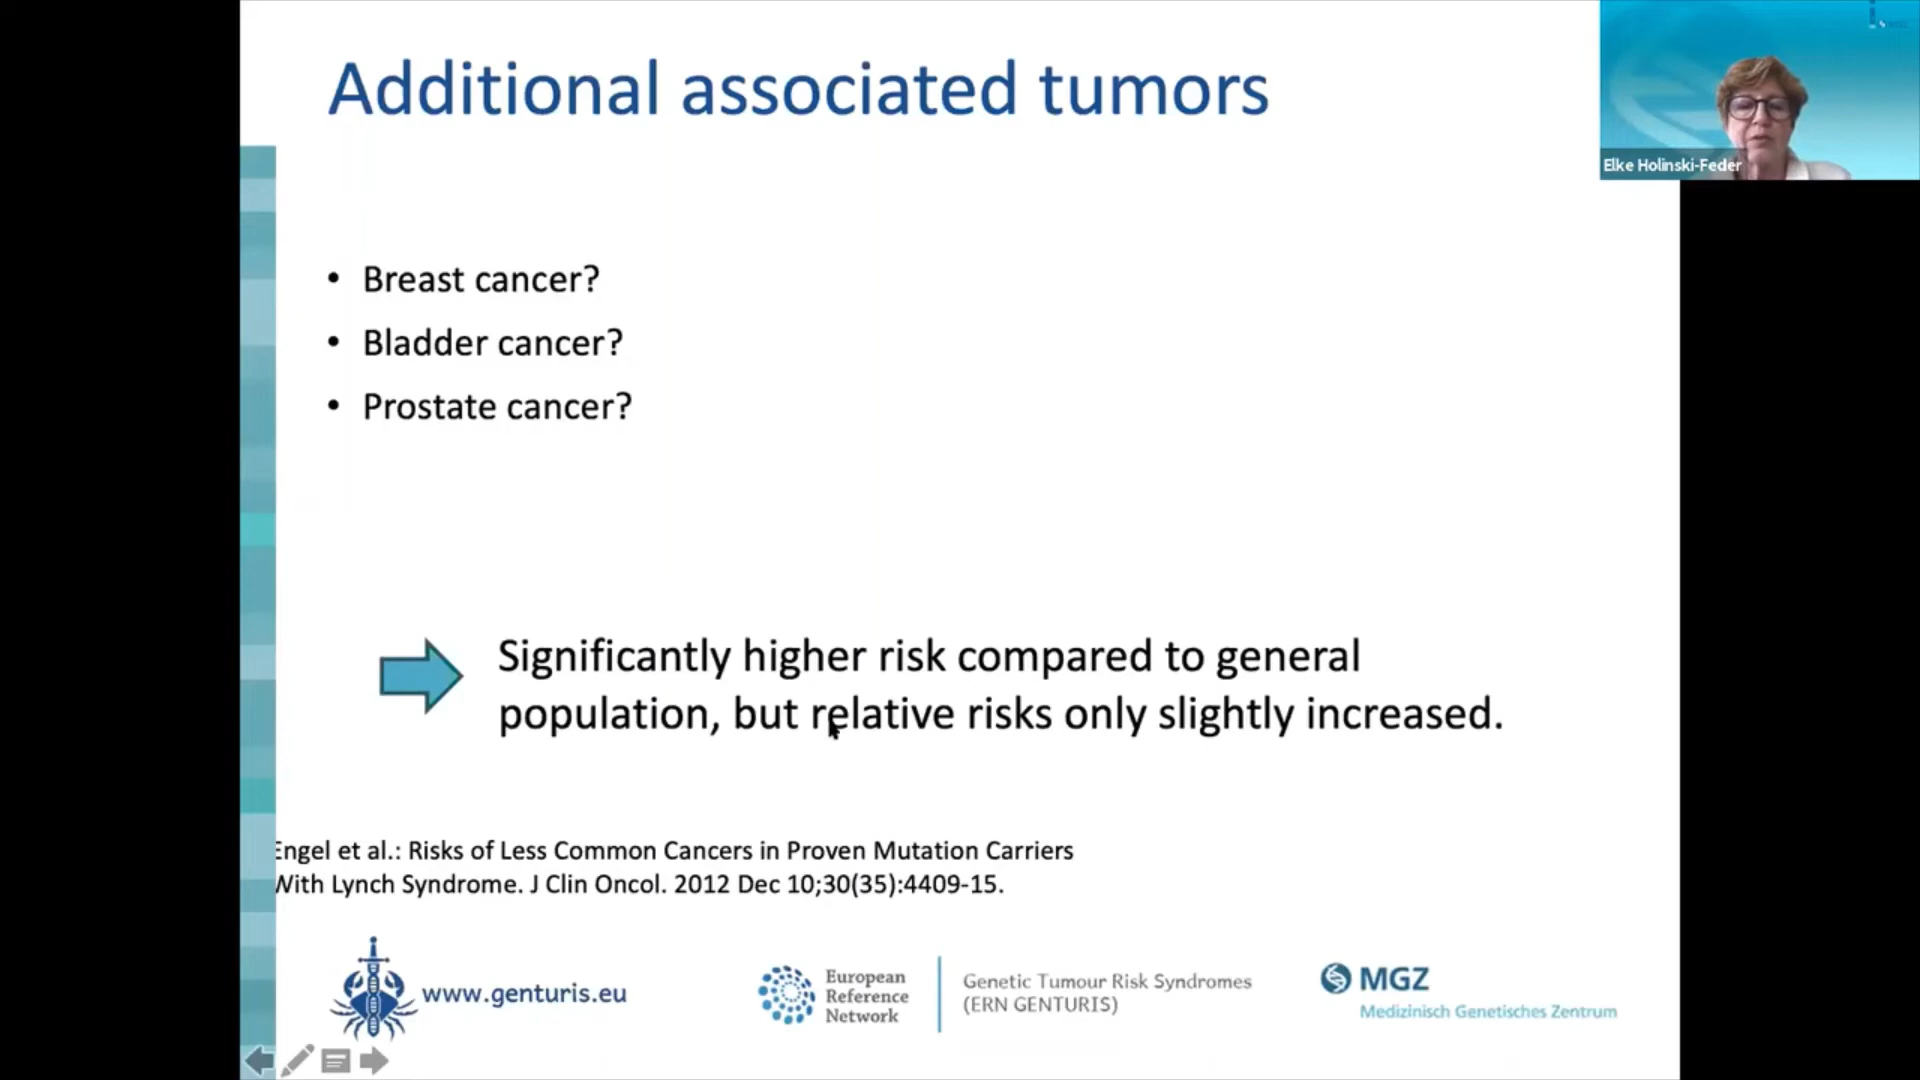 Additional associated tumors
Elke Holinski-Feder
• Breast cancer?
• Bladder cancer?
• Prostate cancer?
Significantly higher risk compared to general
population, but relative risks only slightly increased.
Engel et al.: Risks of Less Common Cancers in Proven Mutation Carriers
With Lynch Syndrome. J Clin Oncol. 2012 Dec 10;30(35):4409-15.
www.genturis.eu
European
Reference
Network
Genetic Tumour Risk Syndromes
(ERN GENTURIS)
MGZ
Medizinisch Genetisches Zentrum